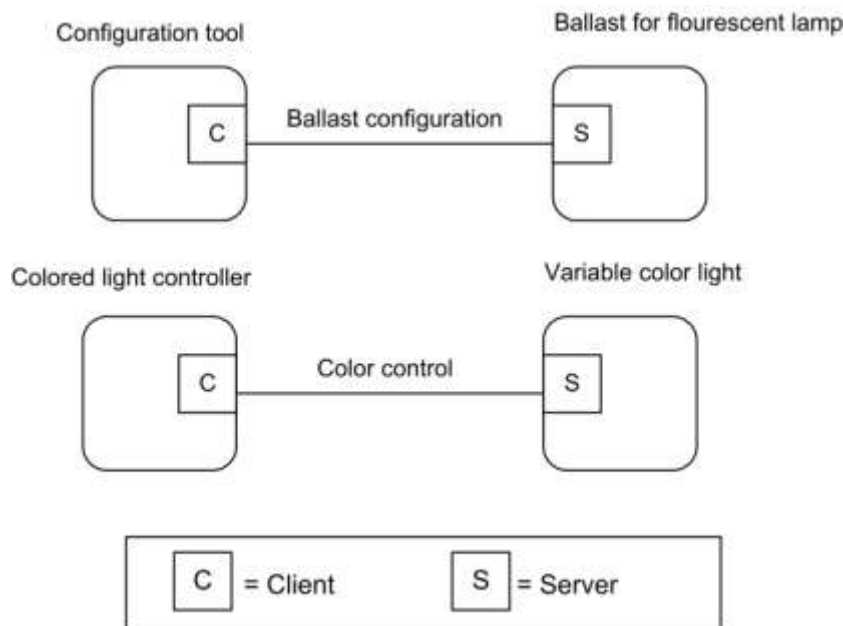 Configuration tool
Ballast for flourescent lamp
C
Ballast configuration
S
Colored light controller
Variable color light
C
Color control
S
C = Client
S = Server